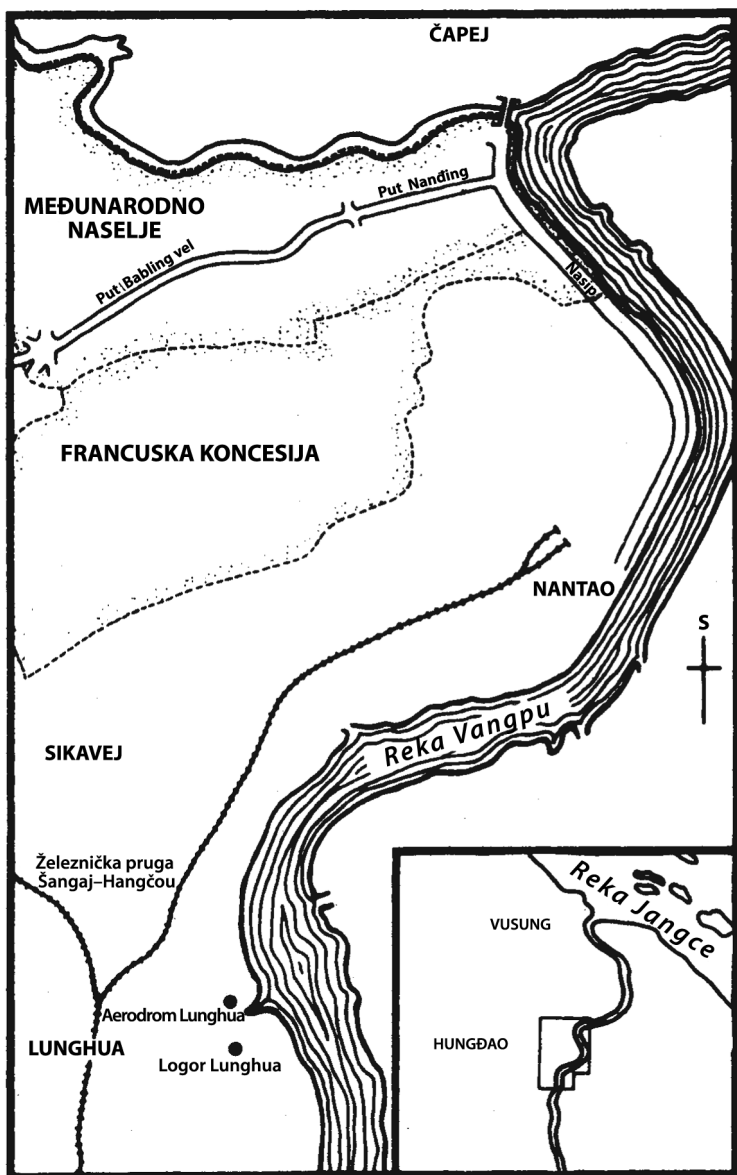 ČAPEJ
MEĐUNARODNO
NASELJE
Put Nanđing
Put Babling vel
Nasip
FRANCUSKA KONCESIJA
NANTAO
S
Reka Vangpu
SIKAVEJ
Železnička pruga
Šangaj–Hangčou
Reka Jangce
VUSUNG
HUNGĐAO
Aerodrom Lunghua
LUNGHUA
Logor Lunghua